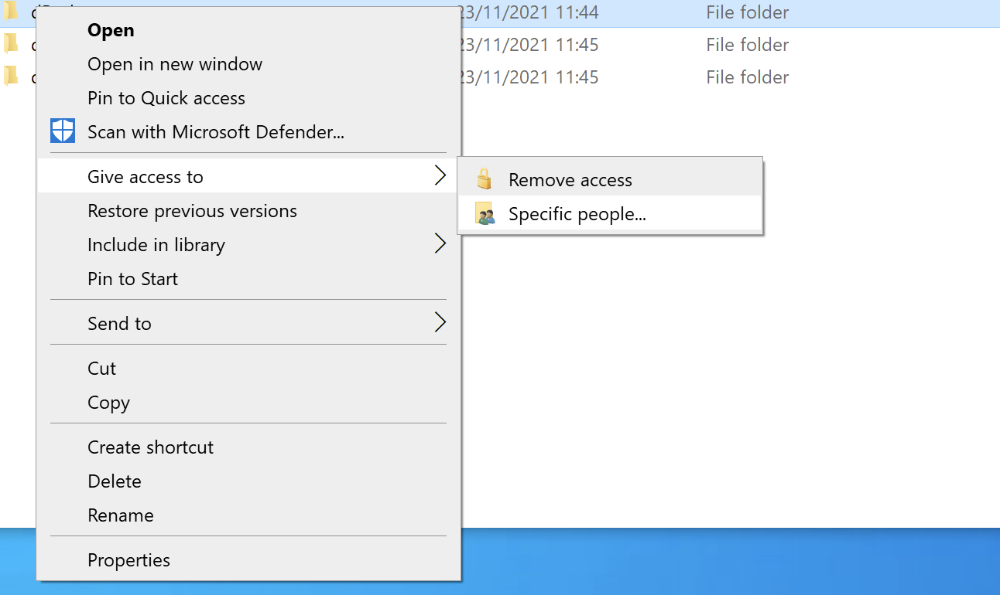 23/11/2021 11:44 File folder
23/11/2021 11:45 File folder
23/11/2021 11:45 File folder
Open
Open in new window
Pin to Quick access
Scan with Microsoft Defender...
Give access to
Remove access
Specific people...
Restore previous versions
Include in library
Pin to Start
Send to
Cut
Copy
Create shortcut
Delete
Rename
Properties